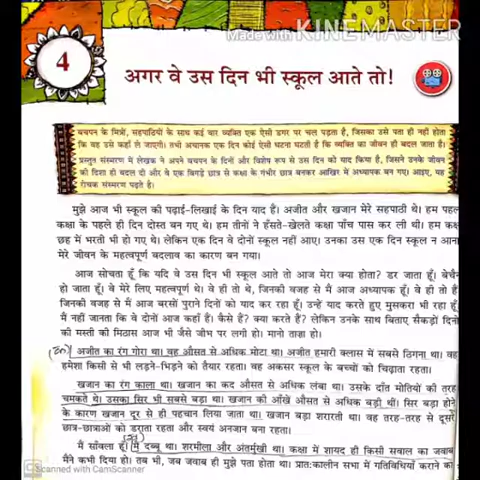 Made with KINEMASTER
4
अगर वे उस दिन भी स्कूल आते तो!
बचपन के मित्रों, सहपाठियों के साथ कई बार व्यक्ति एक ऐसी डगर पर चल पड़ता है, जिसका उसे पता ही नहीं होता
कि वह उसे कहाँ ले जाएगी। तभी अचानक एक दिन कोई ऐसी घटना घटती है कि व्यक्ति का जीवन ही बदल जाता है।
प्रस्तुत संस्मरण में लेखक ने अपने बचपन के दिनों और विशेष रूप से उस दिन को याद किया है, जिसने उनके जीवन
की दिशा ही बदल दी और वे एक बिगड़े छात्र से कक्षा के गंभीर छात्र बनकर आखिर में अध्यापक बन गए। आइए, यह
रोचक संस्मरण पढ़ते हैं।
मुझे आज भी स्कूल की पढ़ाई-लिखाई के दिन याद हैं। अजीत और खजान मेरे सहपाठी थे। हम पहली
कक्षा के पहले ही दिन दोस्त बन गए थे। हम तीनों ने हँसते-खेलते कक्षा पाँच पास कर ली थी। हम कक्षा
छह में भरती भी हो गए थे। लेकिन एक दिन वे दोनों स्कूल नहीं आए। उनका उस एक दिन स्कूल न आना
मेरे जीवन के महत्वपूर्ण बदलाव का कारण बन गया।
आज सोचता हूँ कि यदि वे उस दिन भी स्कूल आते तो आज मेरा क्या होता? डर जाता हूँ। बेचैन
हो जाता हूँ। वे मेरे लिए महत्वपूर्ण थे। वे ही तो थे, जिनकी वजह से मैं आज अध्यापक हूँ। वे ही तो हैं
जिनकी वजह से मैं आज बरसों पुराने दिनों को याद कर रहा हूँ। उन्हें याद करते हुए मुसकरा भी रहा हूँ।
मैं नहीं जानता कि वे दोनों आज कहाँ हैं। कैसे हैं? क्या करते हैं? लेकिन उनके साथ बिताए सैकड़ों दिनों
की मस्ती की मिठास आज भी जैसे जीभ पर लगी हो। मानो ताज़ा हो।
अजीत का रंग गोरा था। वह औसत से अधिक मोटा था। अजीत हमारी क्लास में सबसे ठिगना था। वह
हमेशा किसी से भी लड़ने-भिड़ने को तैयार रहता। वह अकसर स्कूल के बच्चों को चिढ़ाता रहता।
खजान का रंग काला था। खजान का कद औसत से अधिक लंबा था। उसके दाँत मोतियों की तरह
चमकते थे। उसका सिर भी सबसे बड़ा था। खजान की आँखें औसत से अधिक बड़ी थीं। सिर बड़ा होने
के कारण खजान दूर से ही पहचान लिया जाता था। खजान बड़ा शरारती था। वह तरह-तरह से दूसरे
छात्र-छात्राओं को डराता रहता और स्वयं अनजान बना रहता।
मैं साँवला हूँ। मैं दब्बू था। शरमीला और अंतर्मुखी था। कक्षा में शायद ही किसी सवाल का जवाब
मैंने कभी दिया हो। तब भी, जब जवाब ही मुझे पता होता था। प्रातःकालीन सभा में गतिविधियाँ कराने का
Scanned with CamScanner